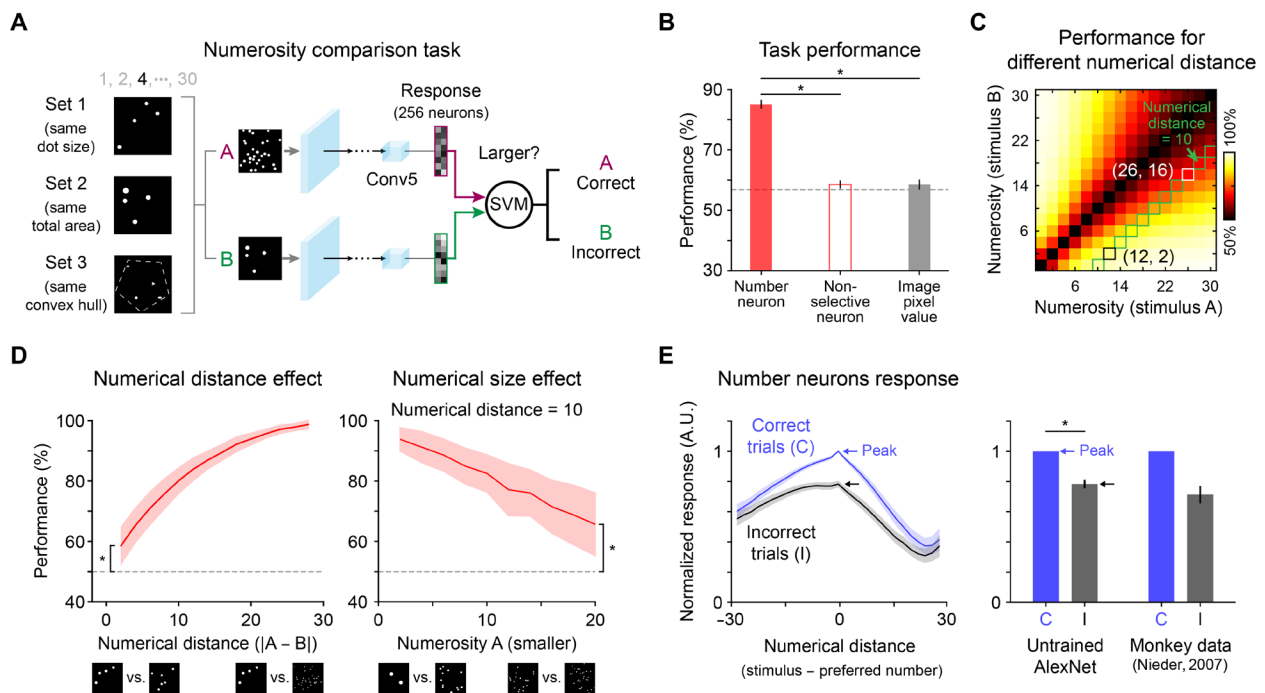 A
Numerosity comparison task
1, 2, 4, ···, 30
Set 1
(same
dot size)
Set 2
(same
total area)
Set 3
(same
convex hull)
A
B
Conv5
Response
(256 neurons)
Larger?
SVM
A
Correct
B
Incorrect
B
Task performance
Performance (%)
90
70
50
30
*
*
Number
neuron
Non-
selective
neuron
Image
pixel
value
C
Performance for
different numerical distance
Numerosity (stimulus B)
30
22
14
6
Numerical
distance
= 10
(26, 16)
(12, 2)
6 14 22 30
Numerosity (stimulus A)
100%
50%
D
Numerical distance effect
Performance (%)
100
80
60
40
*
0 10 20 30
Numerical distance (|A – B|)
vs.
vs.
Numerical size effect
Numerical distance = 10
100
80
60
40
*
0 10 20
Numerosity A (smaller)
vs.
vs.
E
Number neurons response
Normalized response (A.U.)
1
0
Correct
trials (C)
Peak
Incorrect
trials (I)
–30 0 30
Numerical distance
(stimulus – preferred number)
1
0
*
Peak
C I C I
Untrained
AlexNet
Monkey data
(Nieder, 2007)